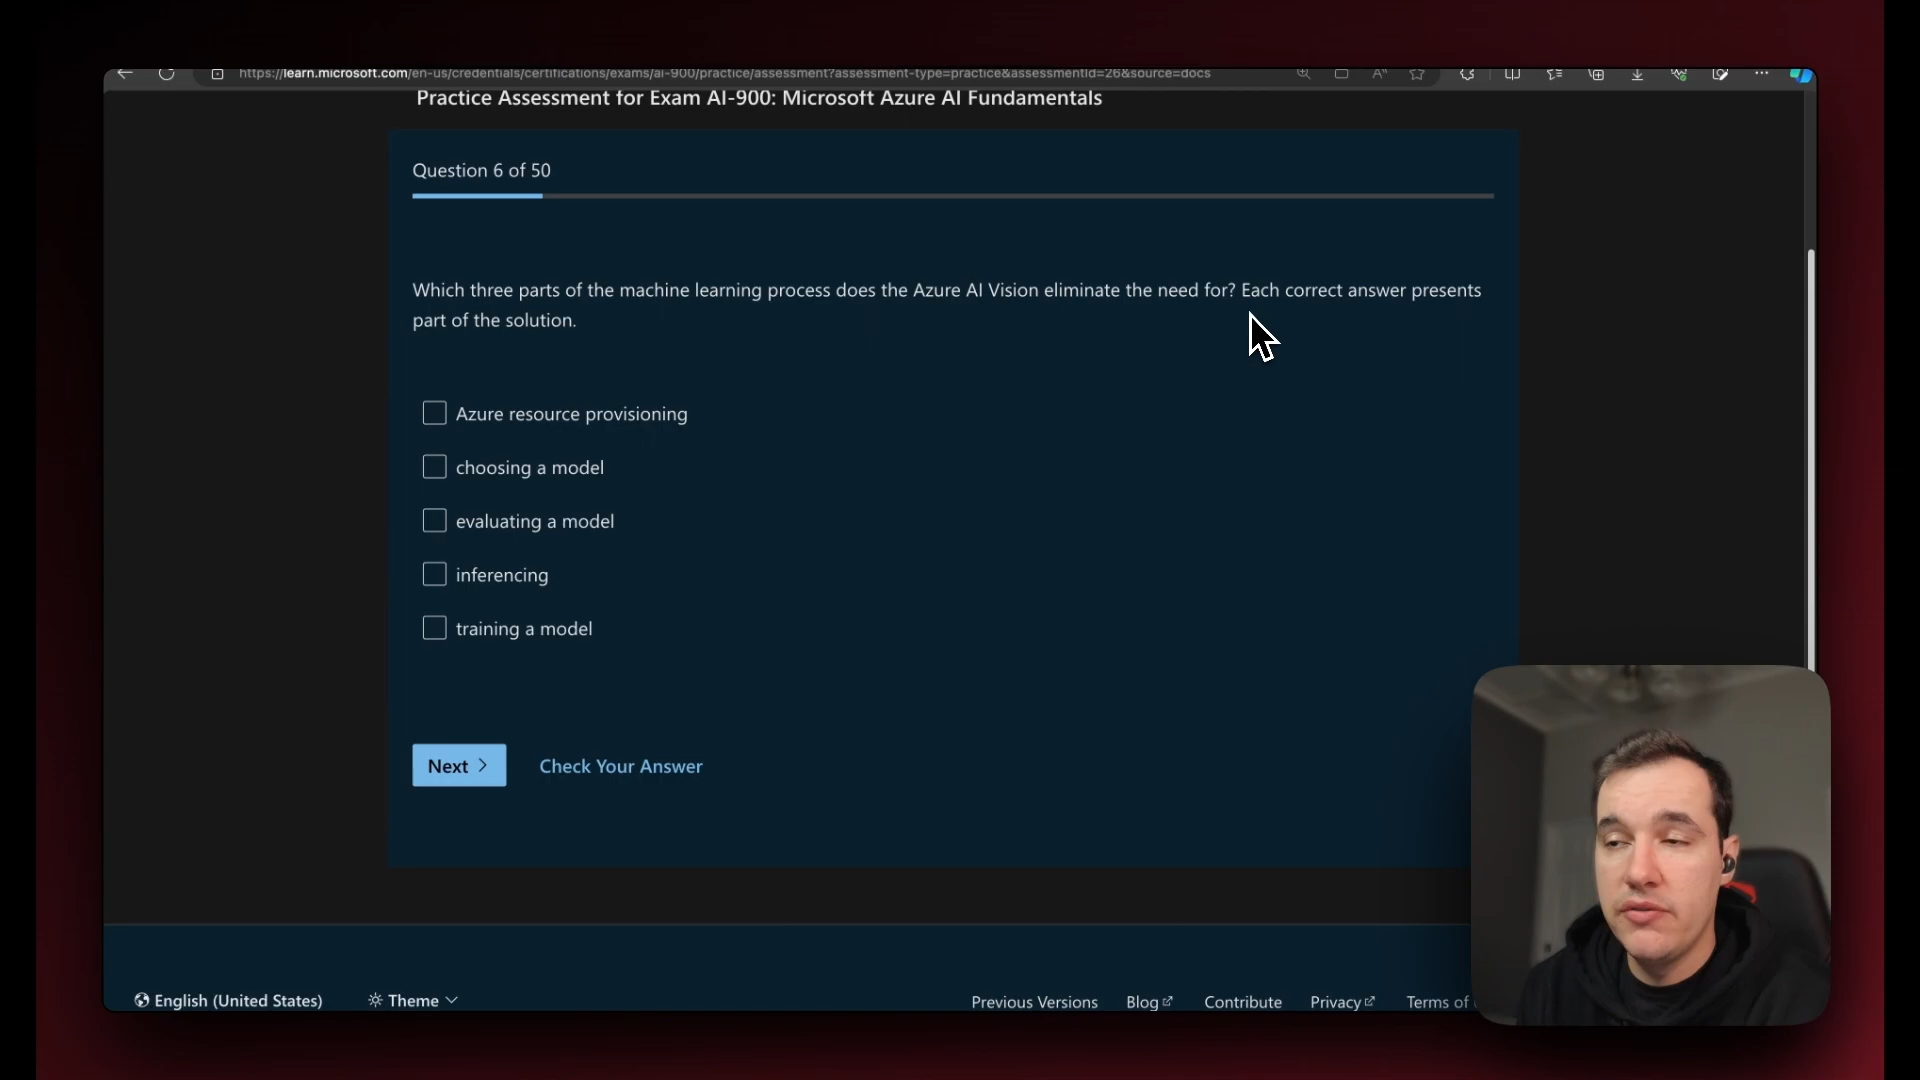 https://learn.microsoft.com/en-us/credentials/certifications/exams/ai-900/practice/assessment?assessment-type=practice&assessmentId=26&source=docs
Practice Assessment for Exam AI-900: Microsoft Azure AI Fundamentals
Question 6 of 50
Which three parts of the machine learning process does the Azure AI Vision eliminate the need for? Each correct answer presents
part of the solution.
Azure resource provisioning
choosing a model
evaluating a model
inferencing
training a model
Next
Check Your Answer
English (United States)
Theme
Previous Versions
Blog
Contribute
Privacy
Terms of